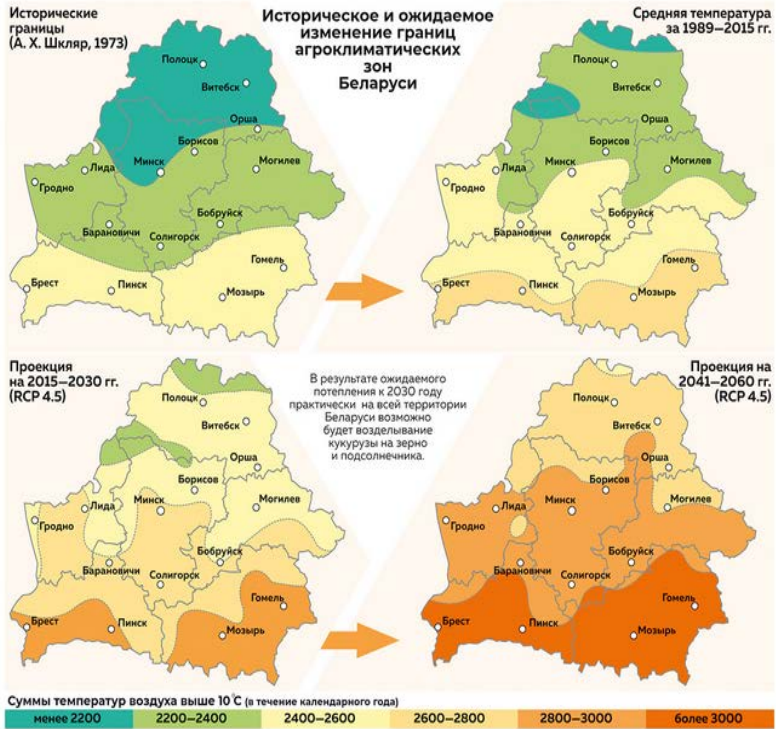 Исторические
границы
(А. Х. Шкляр, 1973)
Историческое и ожидаемое
изменение границ
агроклиматических
зон
Беларуси
Средняя температура
за 1989–2015 гг.
Полоцк
Витебск
Орша
Борисов
Минск
Лида
Гродно
Могилев
Барановичи
Бобруйск
Солигорск
Гомель
Брест
Пинск
Мозырь
Полоцк
Витебск
Орша
Борисов
Минск
Лида
Гродно
Могилев
Барановичи
Бобруйск
Солигорск
Гомель
Брест
Пинск
Мозырь
Проекция
на 2015–2030 гг.
(RCP 4.5)
В результате ожидаемого
потепления к 2030 году
практически на всей территории
Беларуси возможно
будет возделывание
кукурузы на зерно
и подсолнечника.
Проекция на
2041–2060 гг.
(RCP 4.5)
Полоцк
Витебск
Орша
Борисов
Минск
Лида
Гродно
Могилев
Барановичи
Бобруйск
Солигорск
Гомель
Брест
Пинск
Мозырь
Полоцк
Витебск
Орша
Борисов
Минск
Лида
Гродно
Могилев
Барановичи
Бобруйск
Солигорск
Гомель
Брест
Пинск
Мозырь
Суммы температур воздуха выше 10°C (в течение календарного года)
менее 2200 2200–2400 2400–2600 2600–2800 2800–3000 более 3000